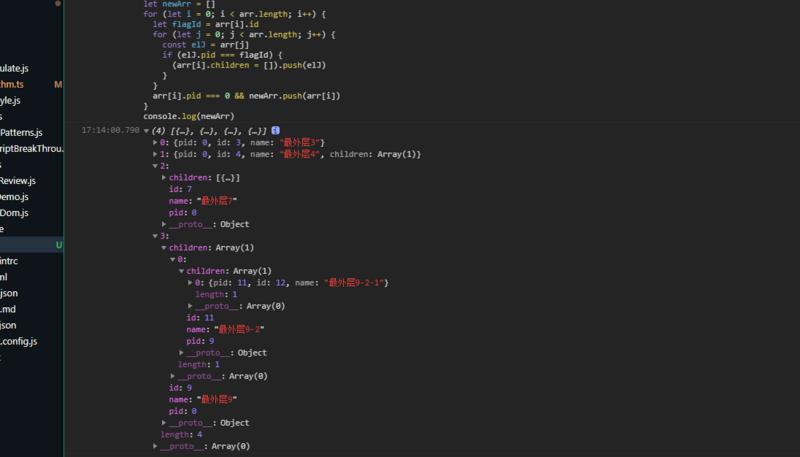 let newArr = []
for (let i = 0; i < arr.length; i++) {
let flagId = arr[i].id
for (let j = 0; j < arr.length; j++) {
const elJ = arr[j]
if (elJ.pid === flagId) {
(arr[i].children = []).push(elJ)
}
}
arr[i].pid === 0 && newArr.push(arr[i])
}
console.log(newArr)
17:14:00.790 ▼ (4) [{…}, {…}, {…}, {…}] i
▶ 0: {pid: 0, id: 3, name: "最外层3"}
▶ 1: {pid: 0, id: 4, name: "最外层4", children: Array(1)}
▼ 2:
▶ children: [{…}]
id: 7
name: "最外层7"
pid: 0
▶ __proto__: Object
▼ 3:
▼ children: Array(1)
▼ 0:
▼ children: Array(1)
▶ 0: {pid: 11, id: 12, name: "最外层9-2-1"}
length: 1
▶ __proto__: Array(0)
id: 11
name: "最外层9-2"
pid: 9
▶ __proto__: Object
length: 1
▶ __proto__: Array(0)
id: 9
name: "最外层9"
pid: 0
▶ __proto__: Object
length: 4
▶ __proto__: Array(0)
ulate.js
hm.ts M
yle.js
s
Patterns.js
riptBreakThrou...
s
Review.js
Demo.js
Dom.js
e
U
intrc
ml
json
.md
json
.config.js